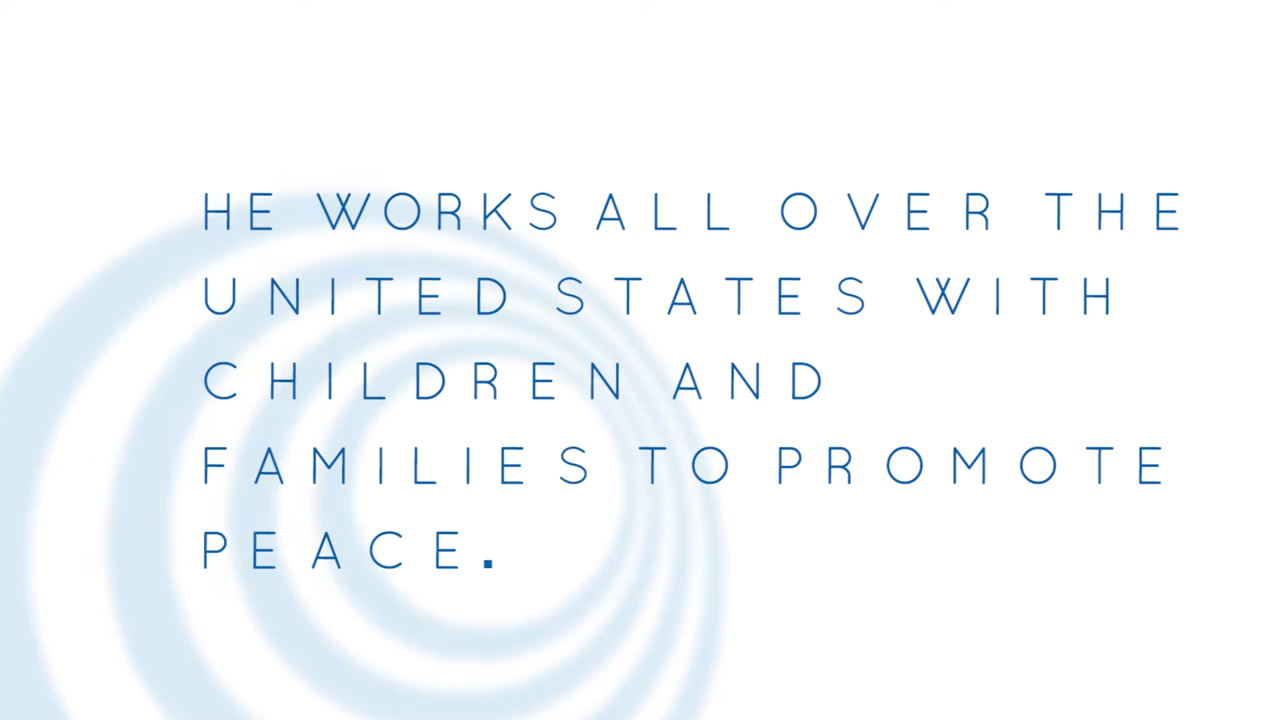 HE WORKS ALL OVER THE
UNITED STATES WITH
CHILDREN AND
FAMILIES TO PROMOTE
PEACE.